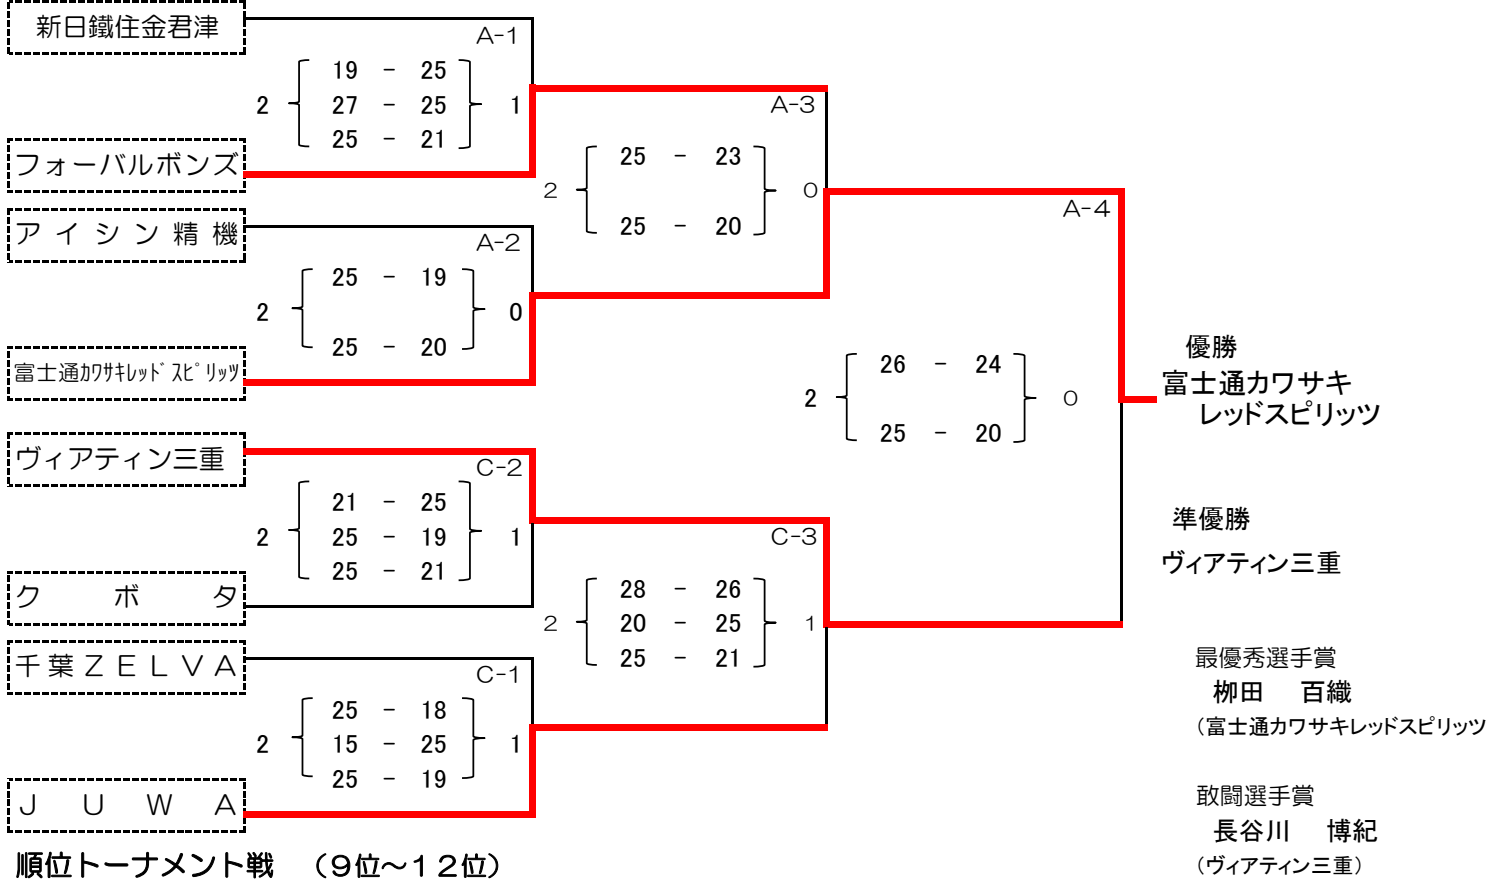 新日鐵住金君津
A-1
19 - 25
2 27 - 25 1
25 - 21
フォーバルボンズ
A-3
25 - 23
2 0
25 - 20
アイシン精機
A-2
25 - 19
2 0
25 - 20
富士通ｶﾜｻｷﾚｯﾄﾞｽﾋﾟﾘｯﾂ
A-4
26 - 24
2 0
25 - 20
優勝
富士通カワサキ
レッドスピリッツ
ヴィアティン三重
C-2
21 - 25
2 25 - 19 1
25 - 21
クボタ
C-3
28 - 26
2 20 - 25 1
25 - 21
準優勝
ヴィアティン三重
千葉ＺＥＬＶＡ
C-1
25 - 18
2 15 - 25 1
25 - 19
ＪＵＷＡ
最優秀選手賞
栁田　百織
（富士通カワサキレッドスピリッツ
敢闘選手賞
長谷川　博紀
（ヴィアティン三重）
順位トーナメント戦　（９位～１２位）